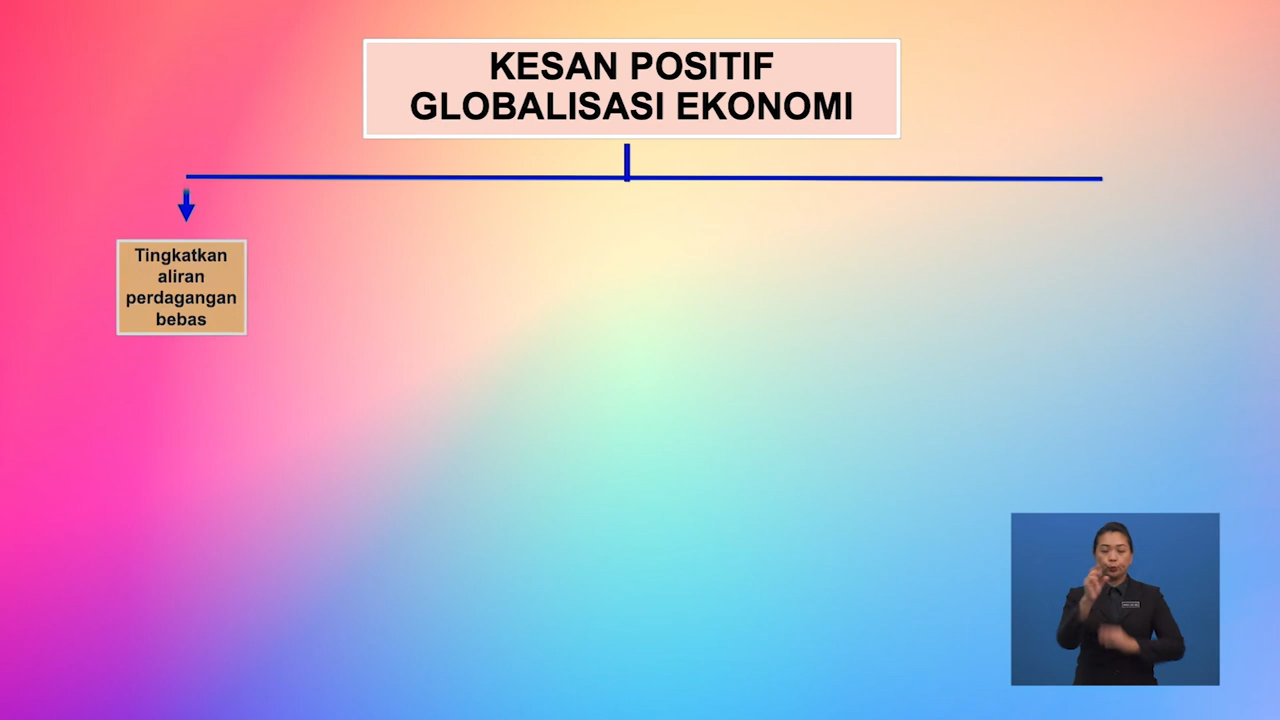 KESAN POSITIF
GLOBALISASI EKONOMI
Tingkatkan
aliran
perdagangan
bebas